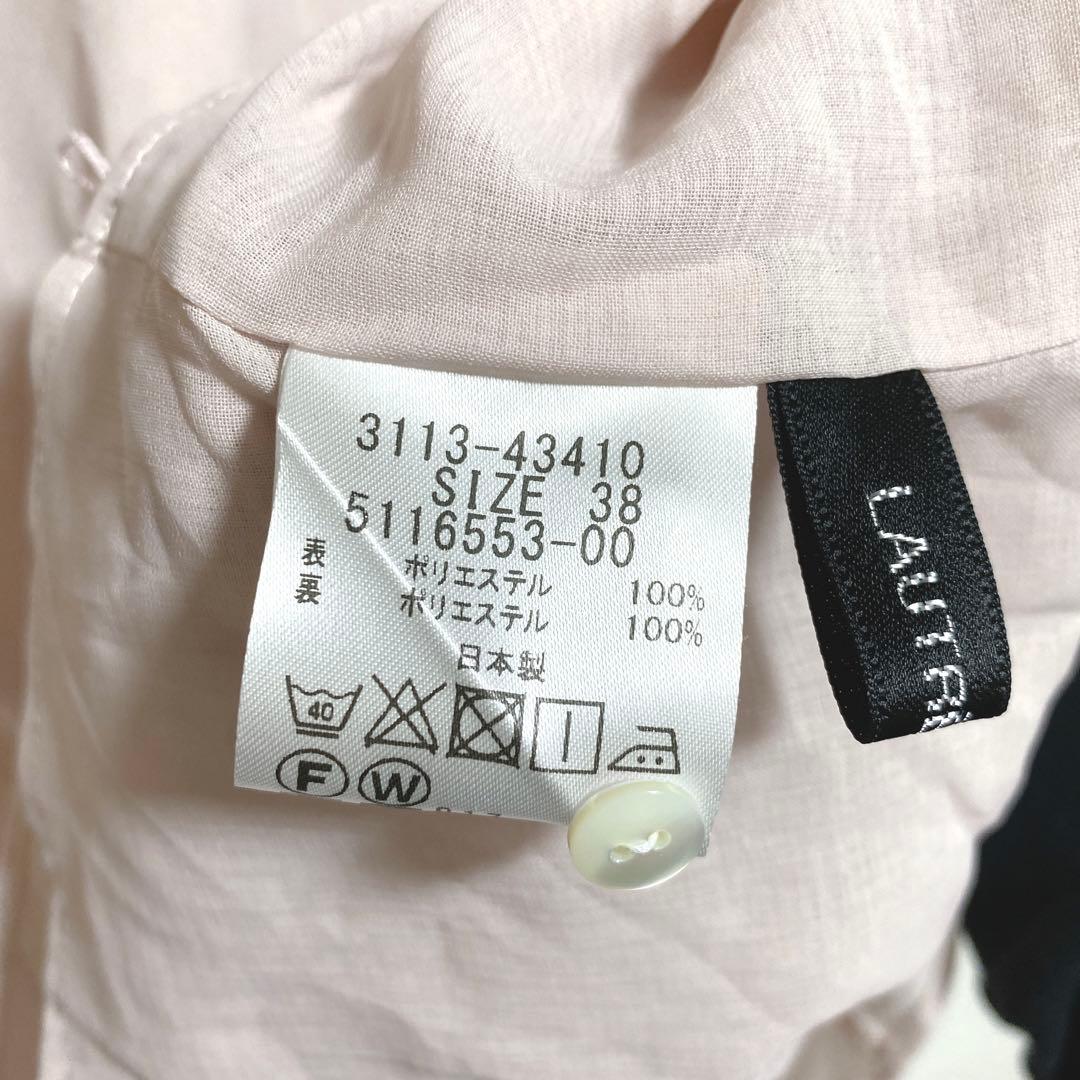 3113-43410
SIZE 38
5116553-00
表 ポリエステル 100%
裏 ポリエステル 100%
日本製
40
F W
LAUTR